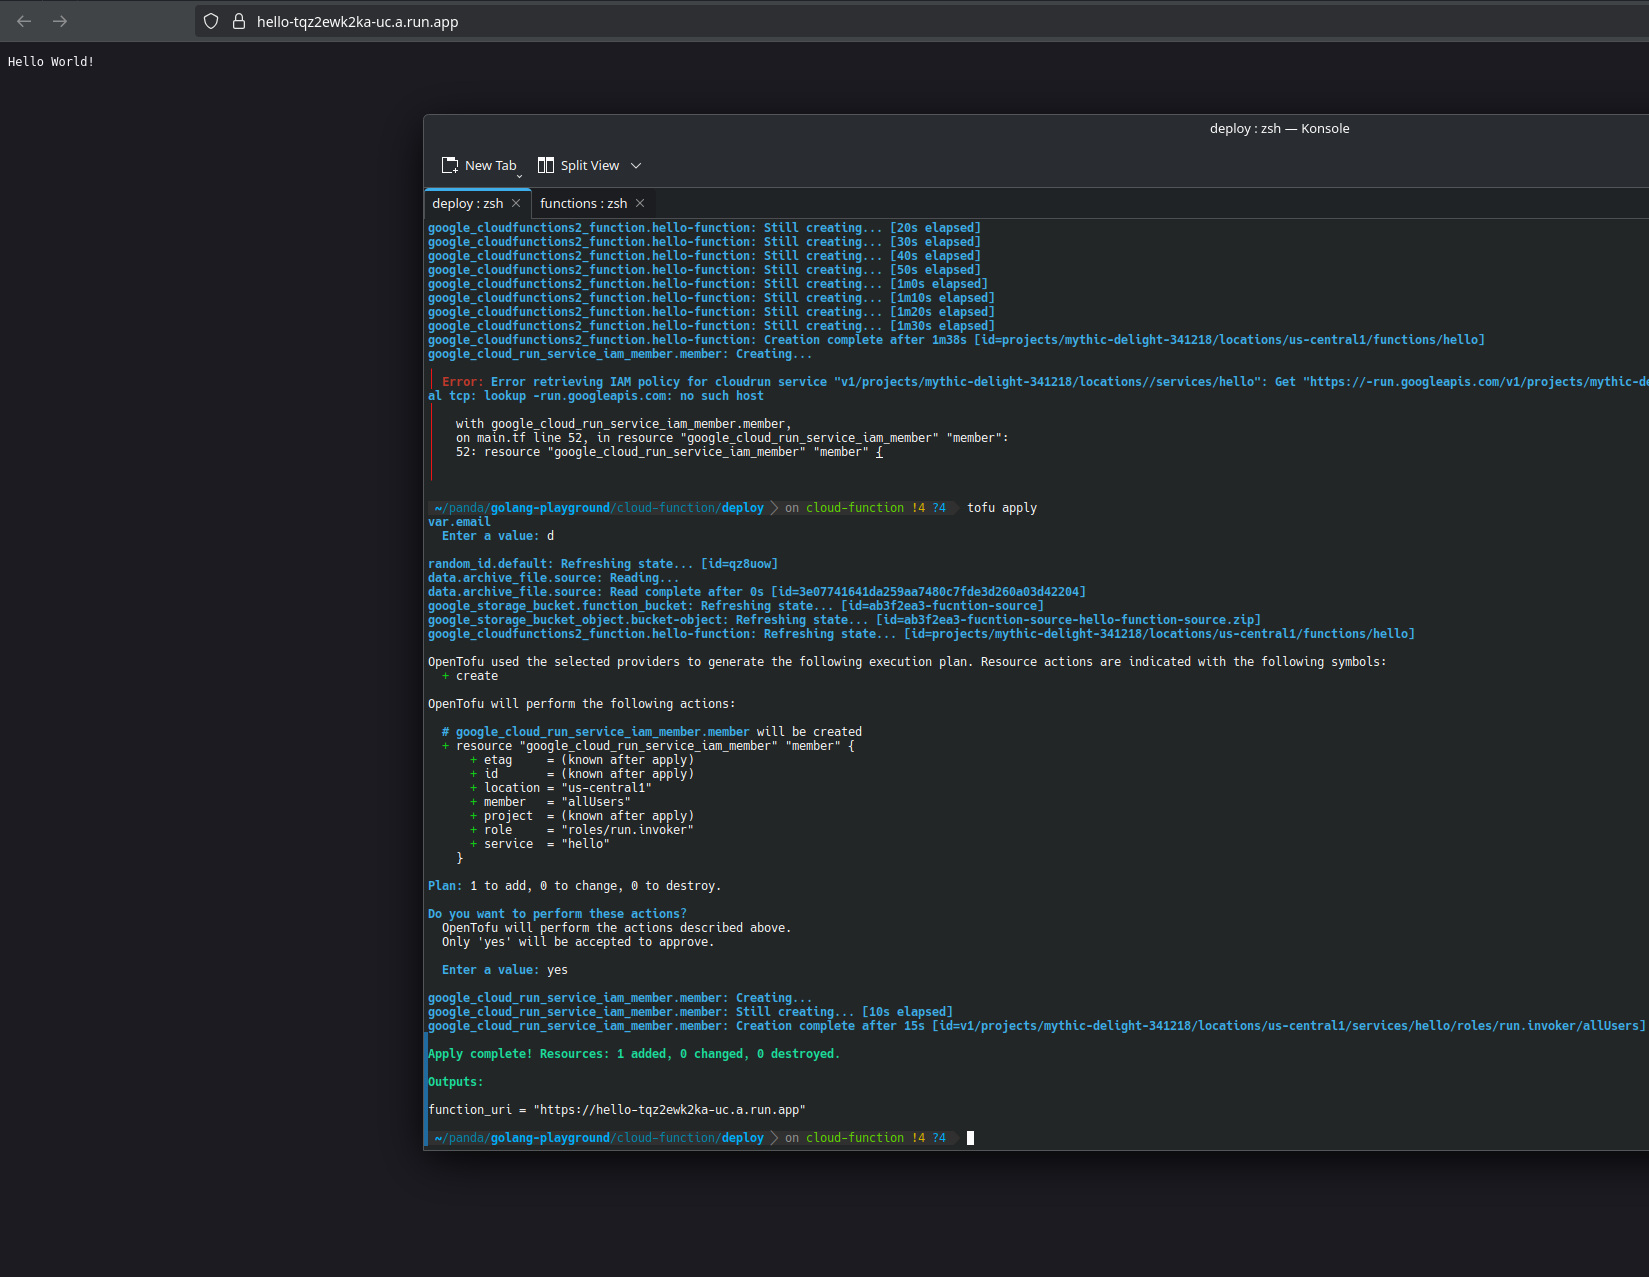 hello-tqz2ewk2ka-uc.a.run.app
Hello World!
deploy : zsh — Konsole
New Tab
Split View
deploy : zsh
functions : zsh
google_cloudfunctions2_function.hello-function: Still creating... [20s elapsed]
google_cloudfunctions2_function.hello-function: Still creating... [30s elapsed]
google_cloudfunctions2_function.hello-function: Still creating... [40s elapsed]
google_cloudfunctions2_function.hello-function: Still creating... [50s elapsed]
google_cloudfunctions2_function.hello-function: Still creating... [1m0s elapsed]
google_cloudfunctions2_function.hello-function: Still creating... [1m10s elapsed]
google_cloudfunctions2_function.hello-function: Still creating... [1m20s elapsed]
google_cloudfunctions2_function.hello-function: Still creating... [1m30s elapsed]
google_cloudfunctions2_function.hello-function: Creation complete after 1m38s [id=projects/mythic-delight-341218/locations/us-central1/functions/hello]
google_cloud_run_service_iam_member.member: Creating...
Error: Error retrieving IAM policy for cloudrun service "v1/projects/mythic-delight-341218/locations//services/hello": Get "https://-run.googleapis.com/v1/projects/mythic-de
al tcp: lookup -run.googleapis.com: no such host
with google_cloud_run_service_iam_member.member,
on main.tf line 52, in resource "google_cloud_run_service_iam_member" "member":
52: resource "google_cloud_run_service_iam_member" "member" {
~/panda/golang-playground/cloud-function/deploy on cloud-function !4 ?4 tofu apply
var.email
Enter a value: d
random_id.default: Refreshing state... [id=qz8uow]
data.archive_file.source: Reading...
data.archive_file.source: Read complete after 0s [id=3e07741641da259aa7480c7fde3d260a03d42204]
google_storage_bucket.function_bucket: Refreshing state... [id=ab3f2ea3-fucntion-source]
google_storage_bucket_object.bucket-object: Refreshing state... [id=ab3f2ea3-fucntion-source-hello-function-source.zip]
google_cloudfunctions2_function.hello-function: Refreshing state... [id=projects/mythic-delight-341218/locations/us-central1/functions/hello]
OpenTofu used the selected providers to generate the following execution plan. Resource actions are indicated with the following symbols:
+ create
OpenTofu will perform the following actions:
# google_cloud_run_service_iam_member.member will be created
+ resource "google_cloud_run_service_iam_member" "member" {
+ etag = (known after apply)
+ id = (known after apply)
+ location = "us-central1"
+ member = "allUsers"
+ project = (known after apply)
+ role = "roles/run.invoker"
+ service = "hello"
}
Plan: 1 to add, 0 to change, 0 to destroy.
Do you want to perform these actions?
OpenTofu will perform the actions described above.
Only 'yes' will be accepted to approve.
Enter a value: yes
google_cloud_run_service_iam_member.member: Creating...
google_cloud_run_service_iam_member.member: Still creating... [10s elapsed]
google_cloud_run_service_iam_member.member: Creation complete after 15s [id=v1/projects/mythic-delight-341218/locations/us-central1/services/hello/roles/run.invoker/allUsers]
Apply complete! Resources: 1 added, 0 changed, 0 destroyed.
Outputs:
function_uri = "https://hello-tqz2ewk2ka-uc.a.run.app"
~/panda/golang-playground/cloud-function/deploy on cloud-function !4 ?4